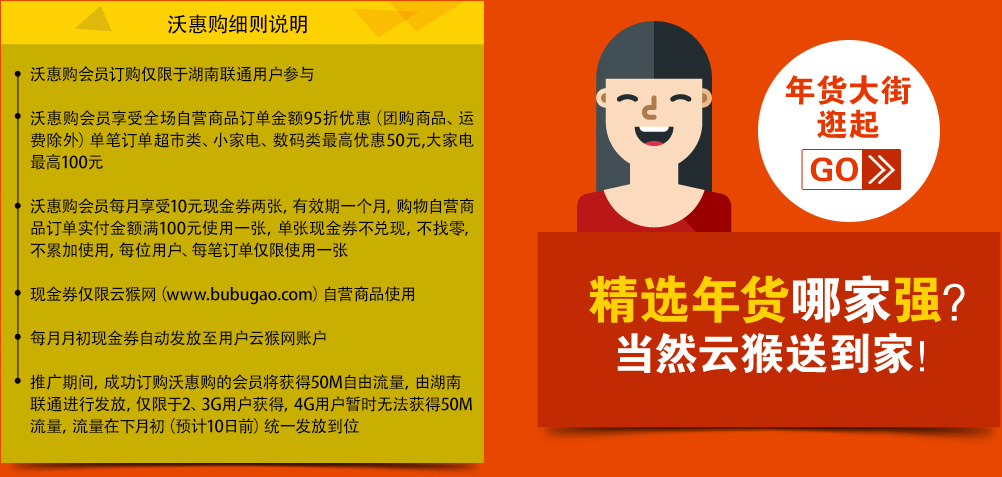 沃惠购细则说明
沃惠购会员订购仅限于湖南联通用户参与
沃惠购会员享受全场自营商品订单金额95折优惠（团购商品、运
费除外）单笔订单超市类、小家电、数码类最高优惠50元,大家电
最高100元
沃惠购会员每月享受10元现金券两张，有效期一个月，购物自营商
品订单实付金额满100元使用一张，单张现金券不兑现，不找零，
不累加使用，每位用户、每笔订单仅限使用一张
现金券仅限云猴网（www.bubugao.com）自营商品使用
每月月初现金券自动发放至用户云猴网账户
推广期间，成功订购沃惠购的会员将获得50M自由流量，由湖南
联通进行发放，仅限于2、3G用户获得，4G用户暂时无法获得50M
流量，流量在下月初（预计10日前）统一发放到位
年货大街
逛起
GO
精选年货哪家强?
当然云猴送到家!